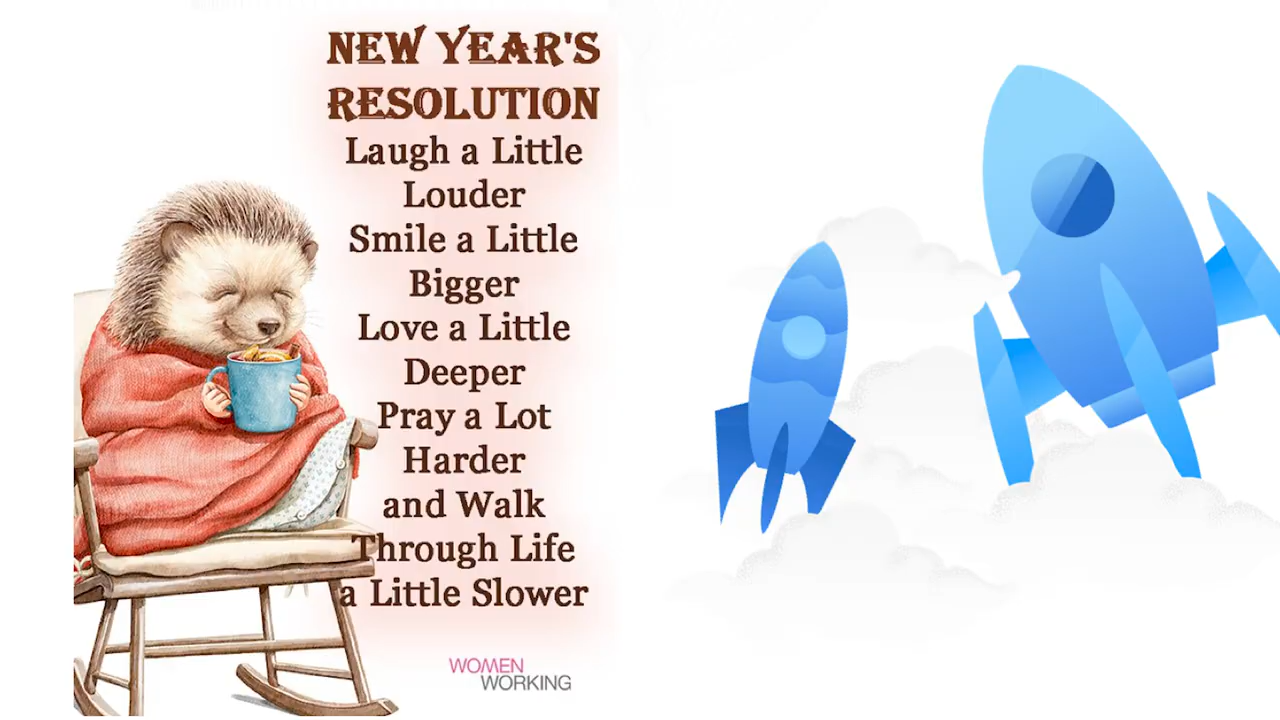 NEW YEAR'S
RESOLUTION
Laugh a Little
Louder
Smile a Little
Bigger
Love a Little
Deeper
Pray a Lot
Harder
and Walk
Through Life
a Little Slower
WOMEN
WORKING